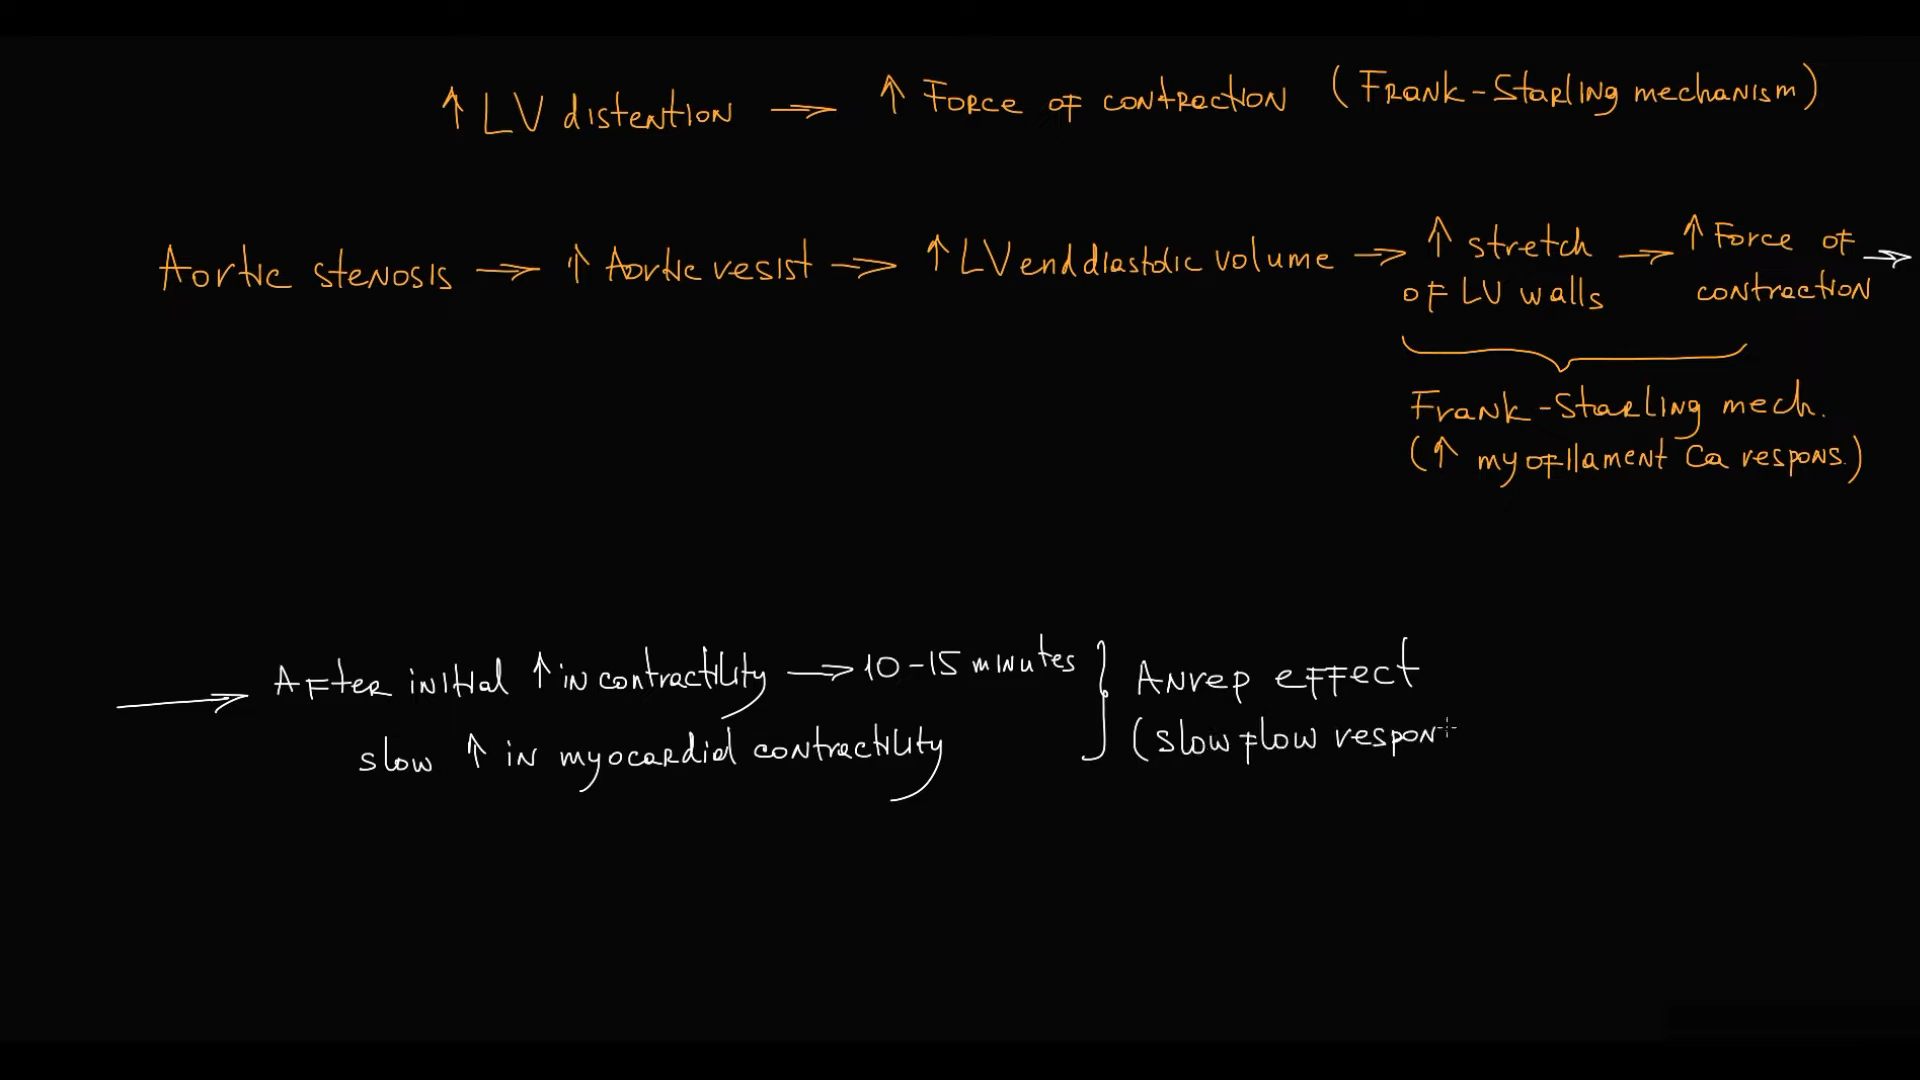 ↑ LV distention → ↑ Force of contraction (Frank-Starling mechanism)
Aortic stenosis → ↑ Aortic resist → ↑ LV end diastolic volume → ↑ stretch of LV walls → ↑ Force of contraction →
Frank-Starling mech.
(↑ myofilament Ca respons.)
→ After initial ↑ in contractility → 10-15 minutes
slow ↑ in myocardial contractility
Anrep effect
(slow flow respon